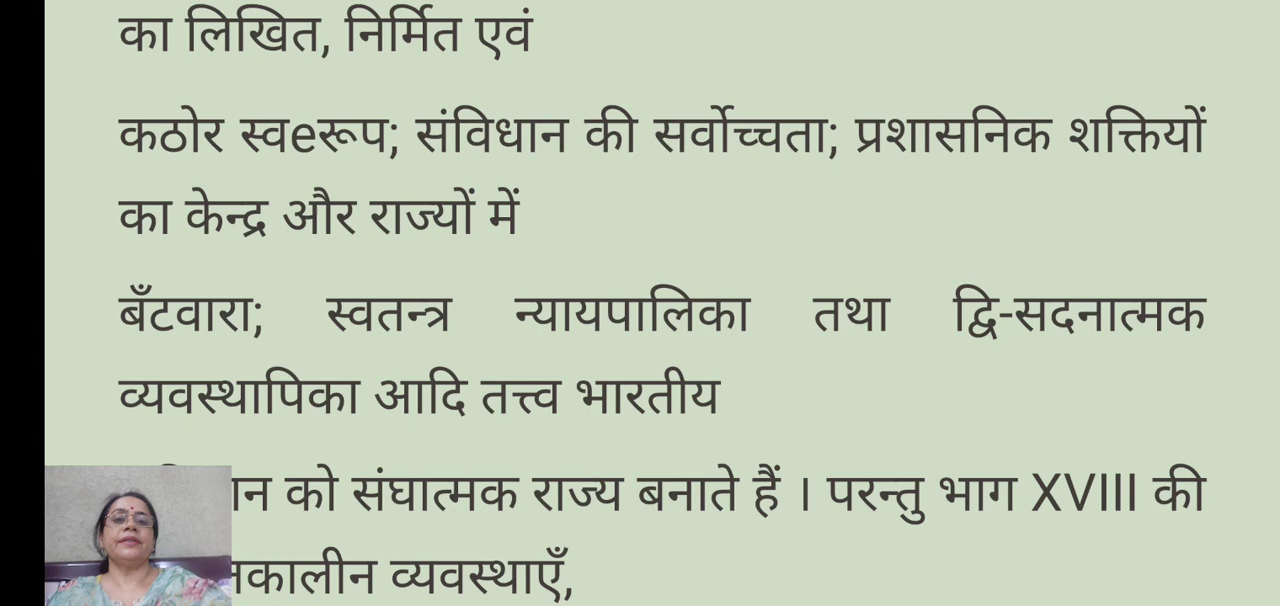 का लिखित, निर्मित एवं
कठोर स्वeरूप; संविधान की सर्वोच्चता; प्रशासनिक शक्तियों
का केन्द्र और राज्यों में
बँटवारा; स्वतन्त्र न्यायपालिका तथा द्वि-सदनात्मक
व्यवस्थापिका आदि तत्त्व भारतीय
को संघात्मक राज्य बनाते हैं । परन्तु भाग XVIII की
व्यवस्थाएँ,